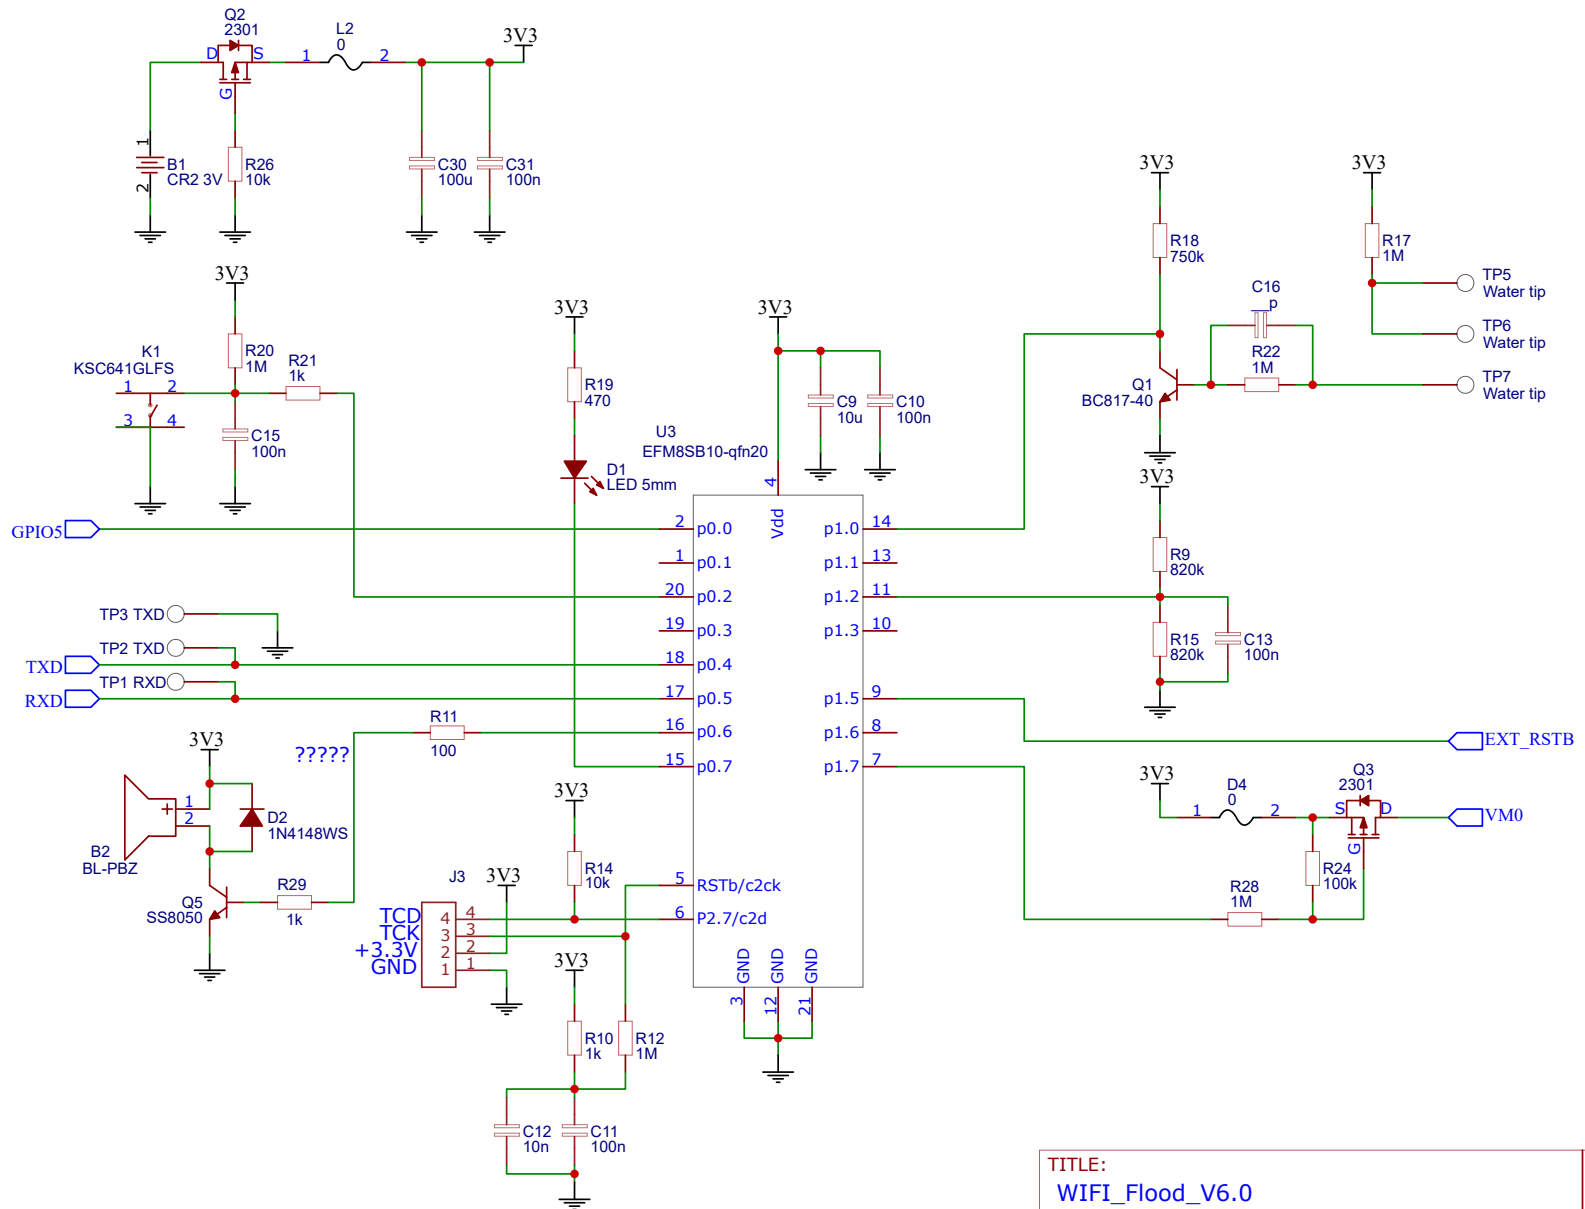 Q2
2301
D
S
G
L2
0
1
2
3V3
1
2
B1
CR2 3V
R26
10k
C30
100u
C31
100n
3V3
R20
1M
K1
KSC641GLFS
1
2
3
4
R21
1k
C15
100n
3V3
R19
470
D1
LED 5mm
3V3
C9
10u
C10
100n
U3
EFM8SB10-qfn20
4
Vdd
3V3
R18
750k
3V3
R17
1M
TP5
Water tip
TP6
Water tip
TP7
Water tip
C16
_p
R22
1M
Q1
BC817-40
3V3
R9
820k
R15
820k
C13
100n
GPIO5
2 p0.0
1 p0.1
20 p0.2
19 p0.3
18 p0.4
17 p0.5
16 p0.6
15 p0.7
5 RSTb/c2ck
6 P2.7/c2d
p1.0 14
p1.1 13
p1.2 11
p1.3 10
p1.5 9
p1.6 8
p1.7 7
GND
GND
GND
3
12
21
TP3 TXD
TP2 TXD
TXD
TP1 RXD
RXD
R11
100
?????
3V3
1
2
B2
BL-PBZ
D2
1N4148WS
Q5
SS8050
R29
1k
3V3
R14
10k
J3
3V3
TCD 4 4
TCK 3 3
+3.3V 2 2
GND 1 1
3V3
R10
1k
R12
1M
C12
10n
C11
100n
EXT_RSTB
3V3
D4
0
1
2
Q3
2301
S
D
G
VM0
R24
100k
R28
1M
TITLE:
WIFI_Flood_V6.0